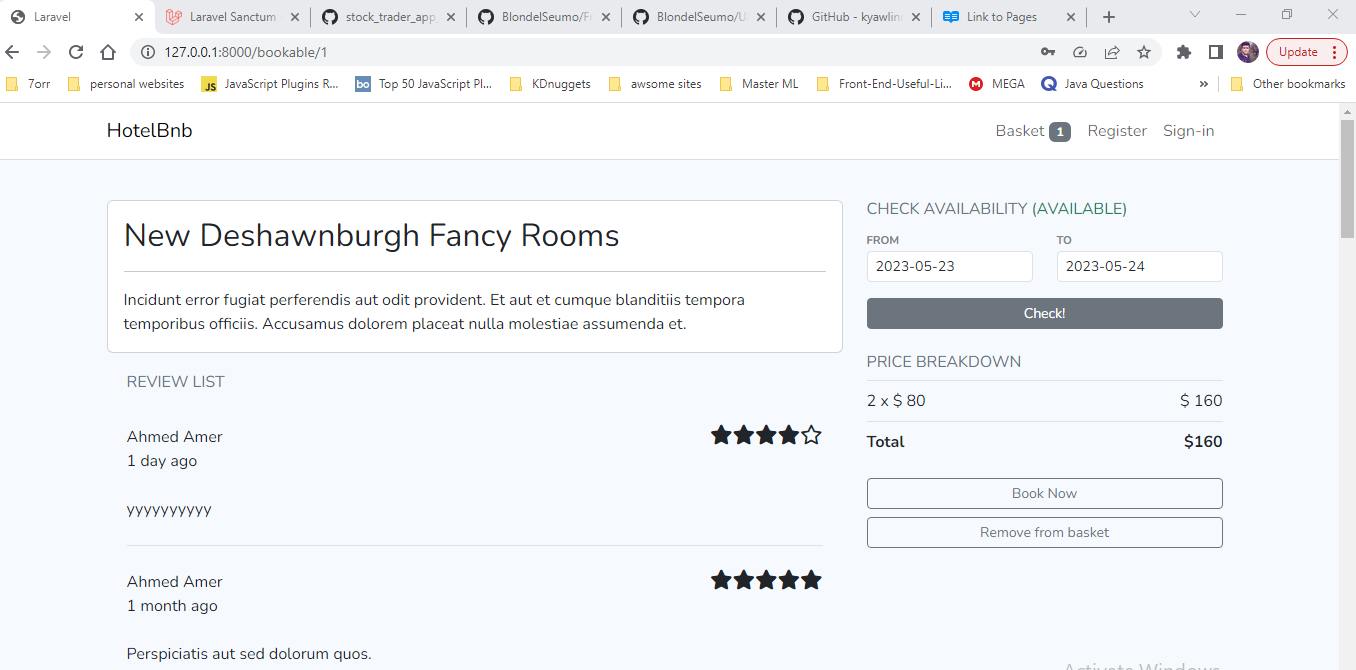 Laravel
Laravel Sanctum
stock_trader_app
BlondelSeumo/
BlondelSeumo/U
GitHub - kyawlin
Link to Pages
127.0.0.1:8000/bookable/1
Update
7orr
personal websites
JS
JavaScript Plugins R...
bo
Top 50 JavaScript Pl...
KDnuggets
awsome sites
Master ML
Front-End-Useful-Li...
M
MEGA
Java Questions
»
Other bookmarks
HotelBnb
Basket 1
Register
Sign-in
New Deshawnburgh Fancy Rooms
Incidunt error fugiat perferendis aut odit provident. Et aut et cumque blanditiis tempora
temporibus officiis. Accusamus dolorem placeat nulla molestiae assumenda et.
REVIEW LIST
Ahmed Amer
1 day ago
yyyyyyyyyy
Ahmed Amer
1 month ago
Perspiciatis aut sed dolorum quos.
CHECK AVAILABILITY (AVAILABLE)
FROM
TO
2023-05-23
2023-05-24
Check!
PRICE BREAKDOWN
2 x $ 80
$ 160
Total
$160
Book Now
Remove from basket
Activate Windows